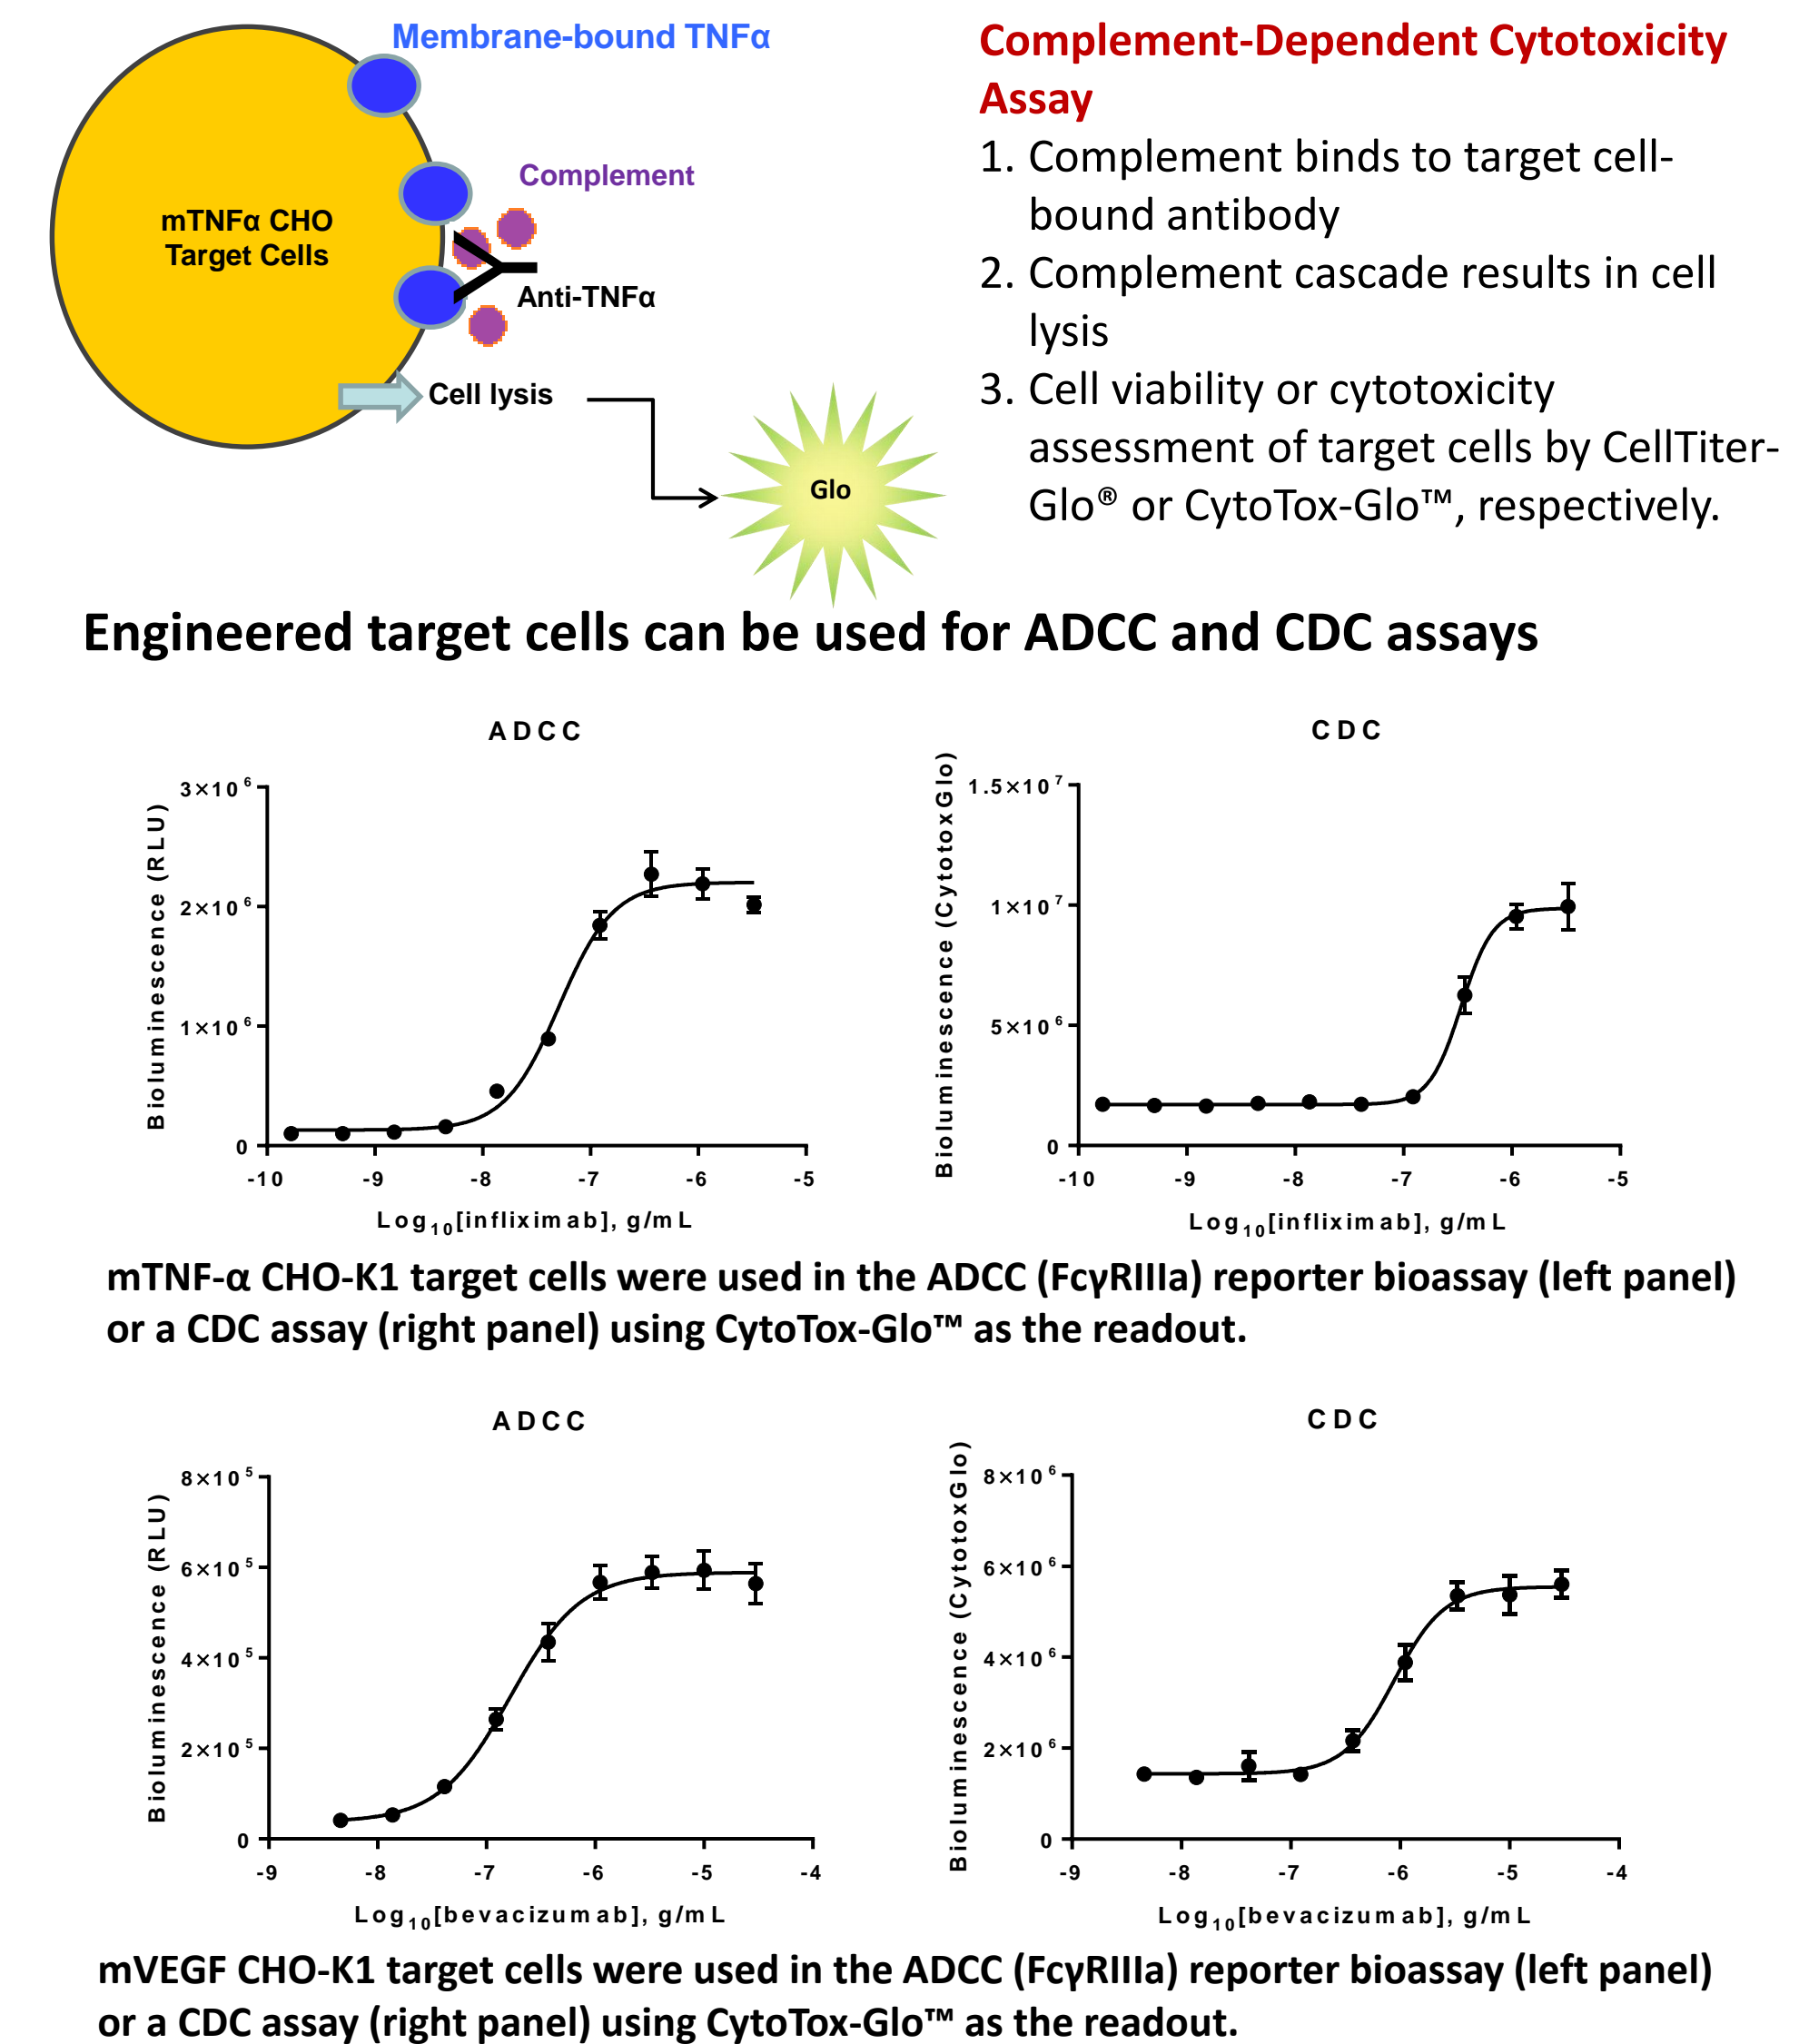 Membrane-bound TNFα
Complement
mTNFα CHO
Target Cells
Anti-TNFα
Cell lysis
Glo
Complement-Dependent Cytotoxicity
Assay
1. Complement binds to target cell-
bound antibody
2. Complement cascade results in cell
lysis
3. Cell viability or cytotoxicity
assessment of target cells by CellTiter-
Glo® or CytoTox-Glo™, respectively.
Engineered target cells can be used for ADCC and CDC assays
ADCC
Bioluminescence (RLU)
3×10⁶
2×10⁶
1×10⁶
0
-10 -9 -8 -7 -6 -5
Log₁₀[infliximab], g/mL
CDC
Bioluminescence (CytotoxGlo)
1.5×10⁷
1×10⁷
5×10⁶
0
-10 -9 -8 -7 -6 -5
Log₁₀[infliximab], g/mL
mTNF-α CHO-K1 target cells were used in the ADCC (FcγRIIIa) reporter bioassay (left panel)
or a CDC assay (right panel) using CytoTox-Glo™ as the readout.
ADCC
Bioluminescence (RLU)
8×10⁵
6×10⁵
4×10⁵
2×10⁵
0
-9 -8 -7 -6 -5 -4
Log₁₀[bevacizumab], g/mL
CDC
Bioluminescence (CytotoxGlo)
8×10⁶
6×10⁶
4×10⁶
2×10⁶
0
-9 -8 -7 -6 -5 -4
Log₁₀[bevacizumab], g/mL
mVEGF CHO-K1 target cells were used in the ADCC (FcγRIIIa) reporter bioassay (left panel)
or a CDC assay (right panel) using CytoTox-Glo™ as the readout.